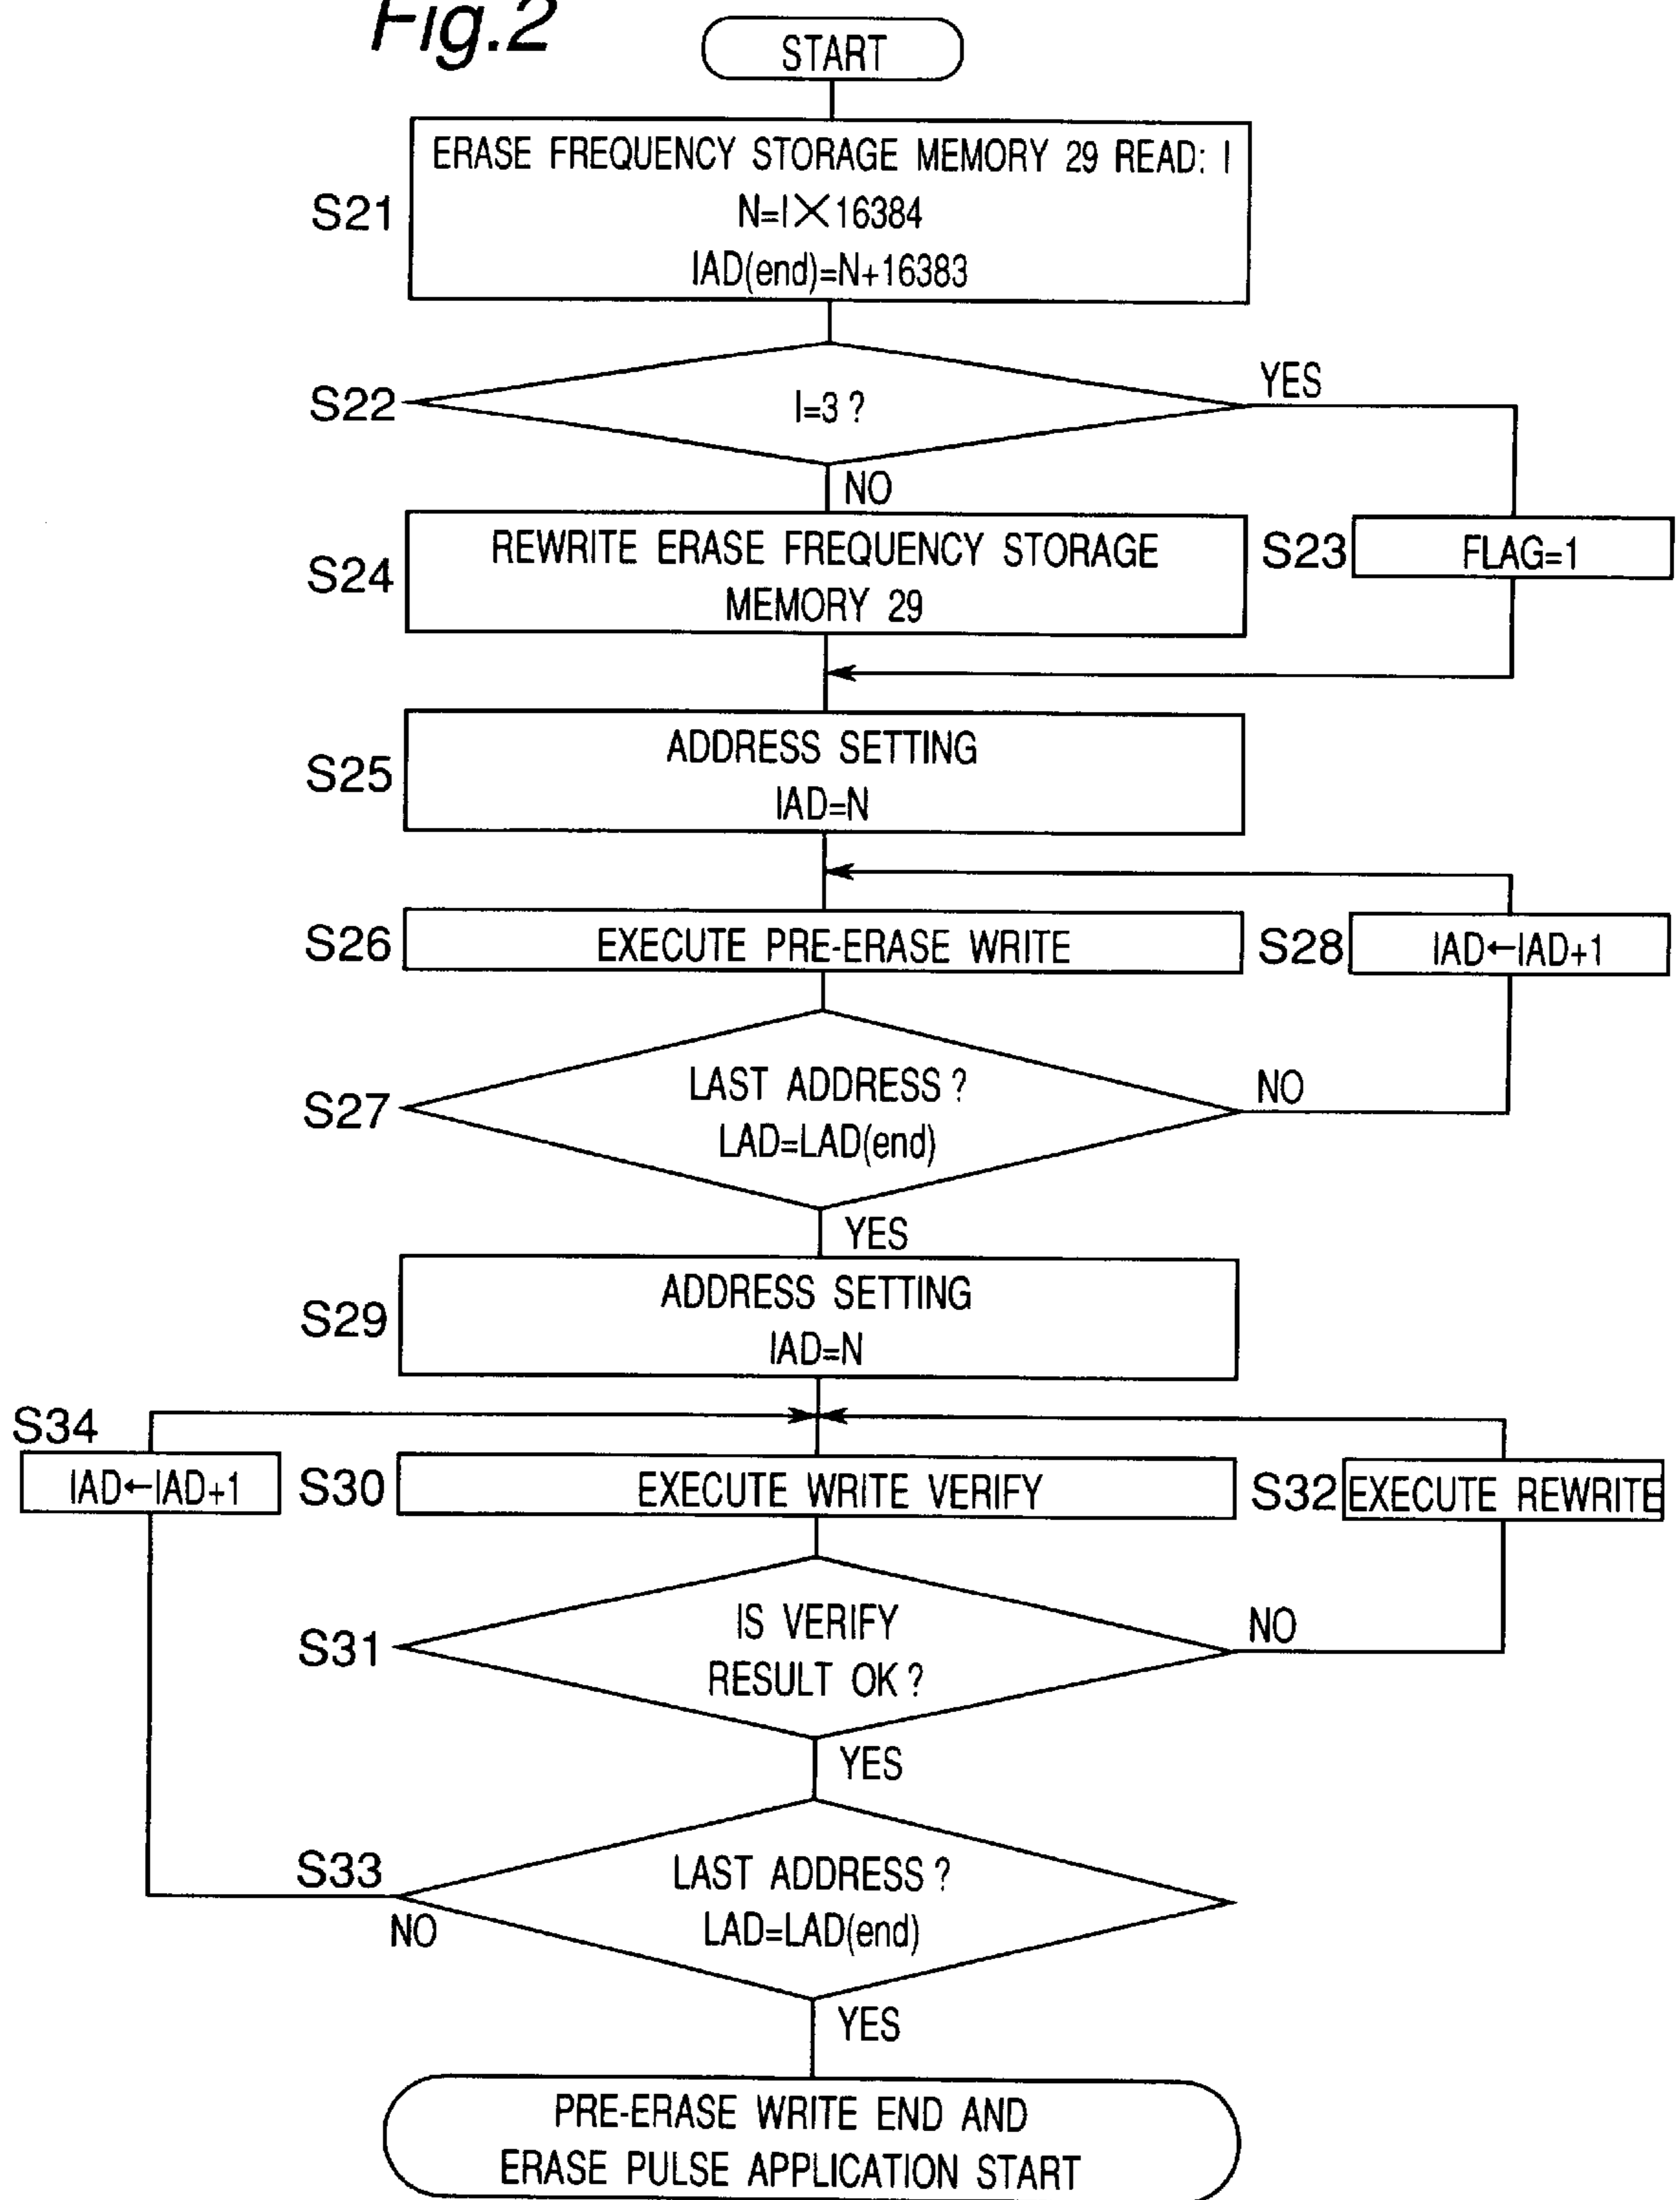 Fig.2
START
ERASE FREQUENCY STORAGE MEMORY 29 READ: I
S21
N=I×16384
IAD(end)=N+16383
YES
S22
I=3 ?
NO
REWRITE ERASE FREQUENCY STORAGE
S23
FLAG=1
S24
MEMORY 29
ADDRESS SETTING
S25
IAD=N
S26
EXECUTE PRE-ERASE WRITE
S28
IAD←IAD+1
LAST ADDRESS ?
NO
S27
LAD=LAD(end)
YES
ADDRESS SETTING
S29
IAD=N
S34
IAD←IAD+1
S30
EXECUTE WRITE VERIFY
S32
EXECUTE REWRITE
IS VERIFY
NO
S31
RESULT OK ?
YES
S33
LAST ADDRESS ?
NO
LAD=LAD(end)
YES
PRE-ERASE WRITE END AND
ERASE PULSE APPLICATION START